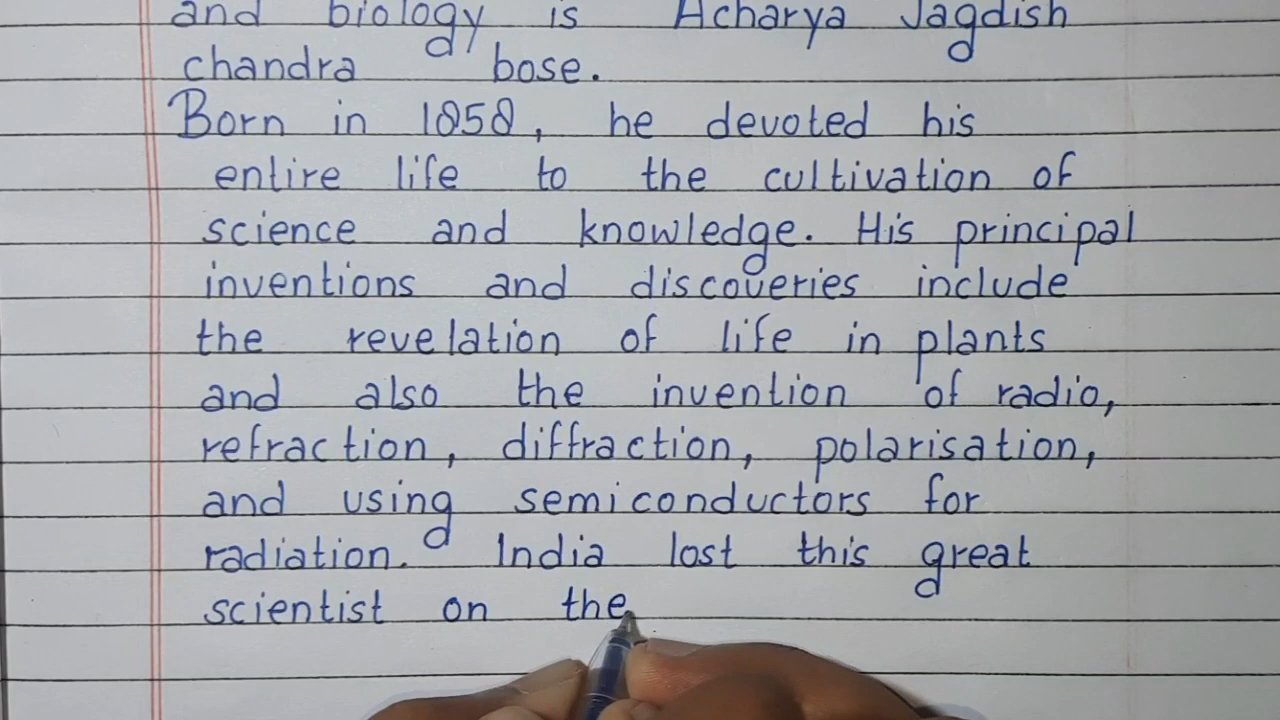 and biology is Acharya Jagdish
chandra bose.
Born in 1858, he devoted his
entire life to the cultivation of
science and knowledge. His principal
inventions and discoveries include
the revelation of life in plants
and also the invention of radio,
refraction, diffraction, polarisation,
and using semiconductors for
radiation. India lost this great
scientist on the